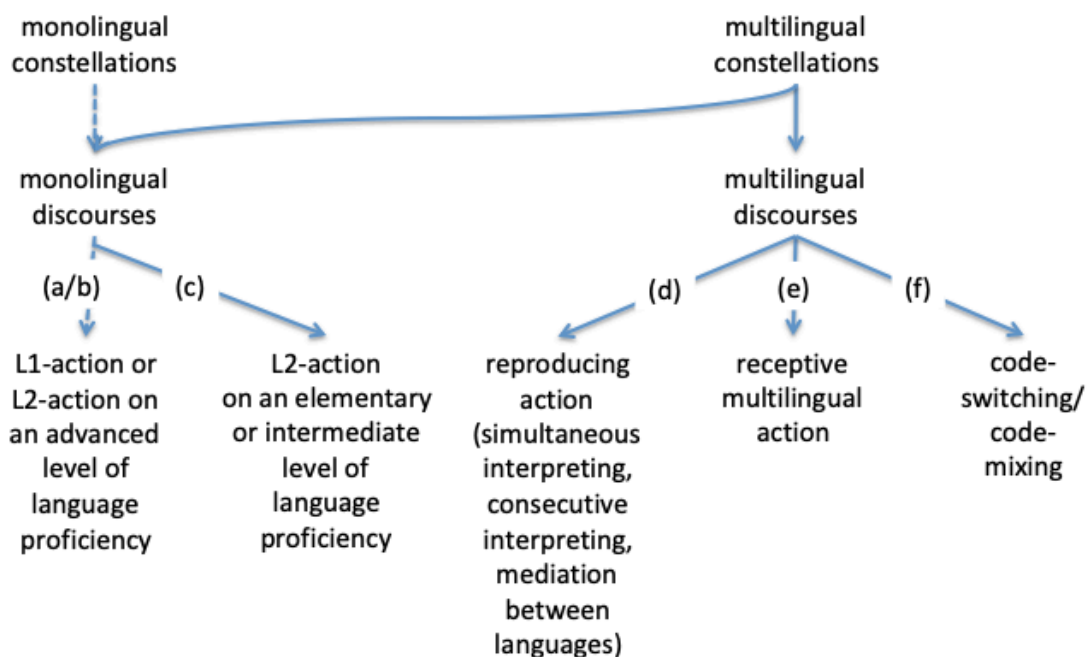 monolingual
constellations
multilingual
constellations
monolingual
discourses
multilingual
discourses
(a/b)
(c)
(d)
(e)
(f)
L1-action or
L2-action on
an advanced
level of
language
proficiency
L2-action
on an elementary
or intermediate
level of
language
proficiency
reproducing
action
(simultaneous
interpreting,
consecutive
interpreting,
mediation
between
languages)
receptive
multilingual
action
code-
switching/
code-
mixing